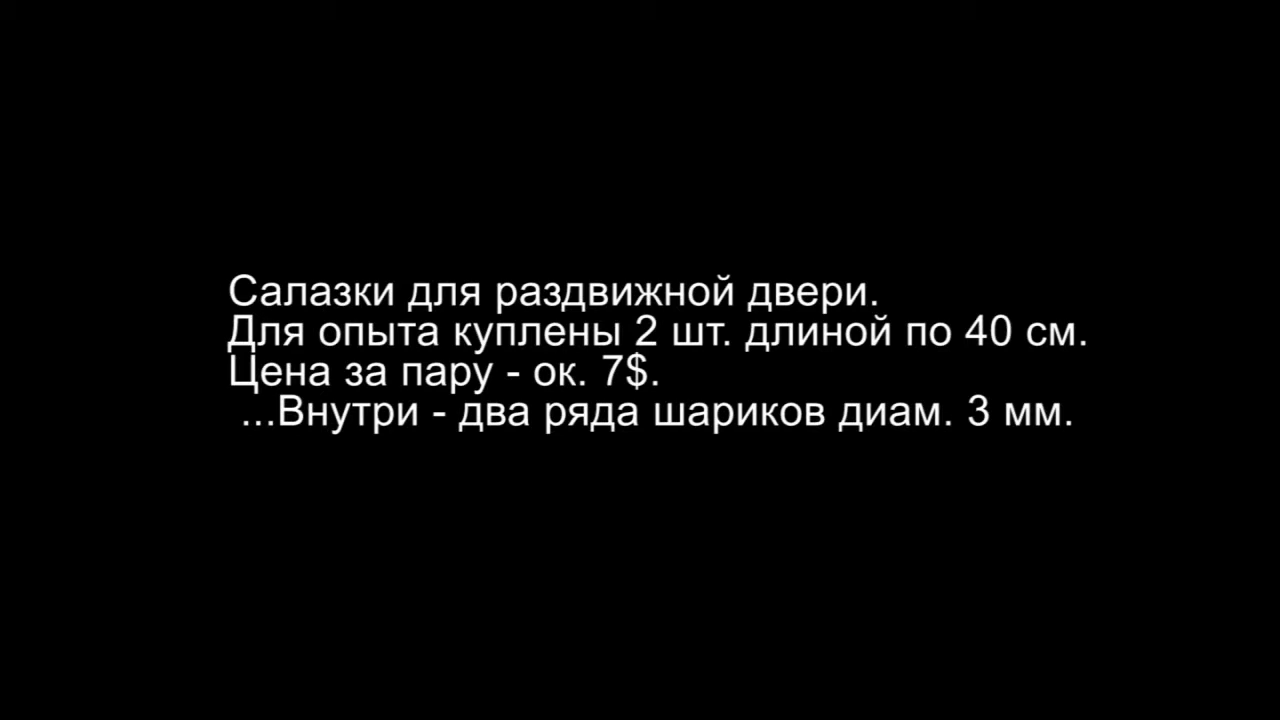 Салазки для раздвижной двери.
Для опыта куплены 2 шт. длиной по 40 см.
Цена за пару - ок. 7$.
...Внутри - два ряда шариков диам. 3 мм.